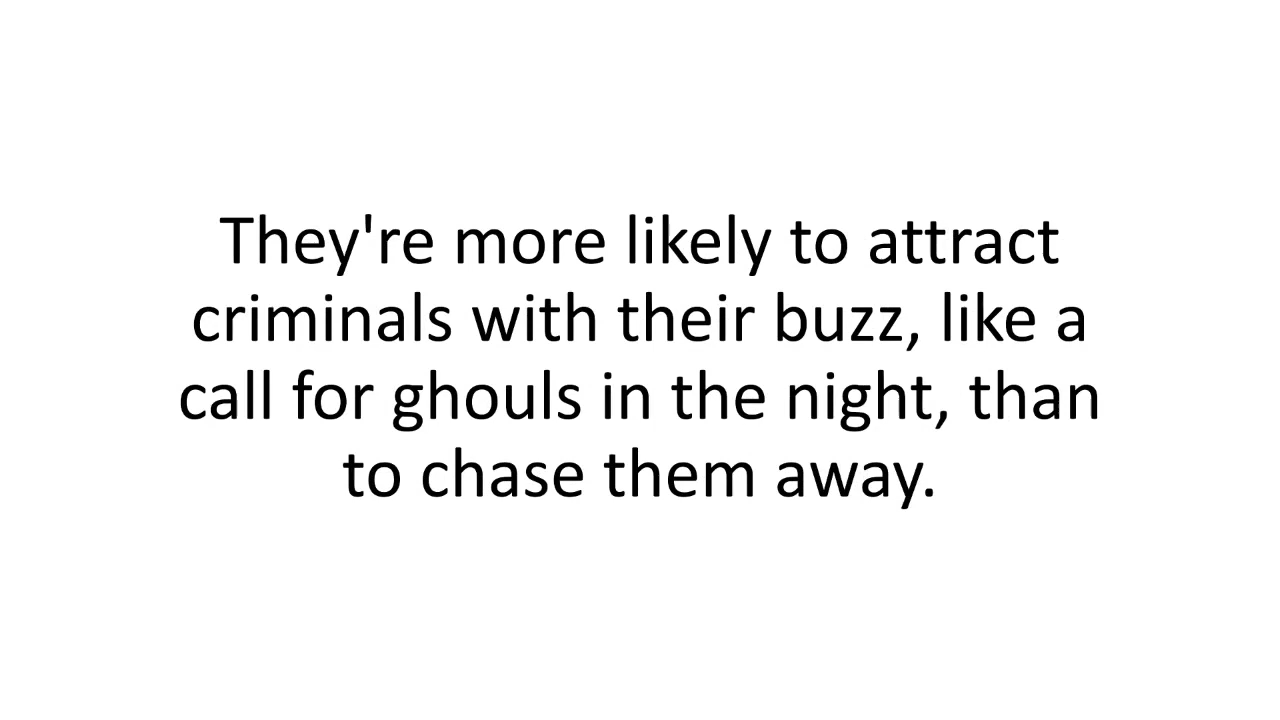 They're more likely to attract
criminals with their buzz, like a
call for ghouls in the night, than
to chase them away.